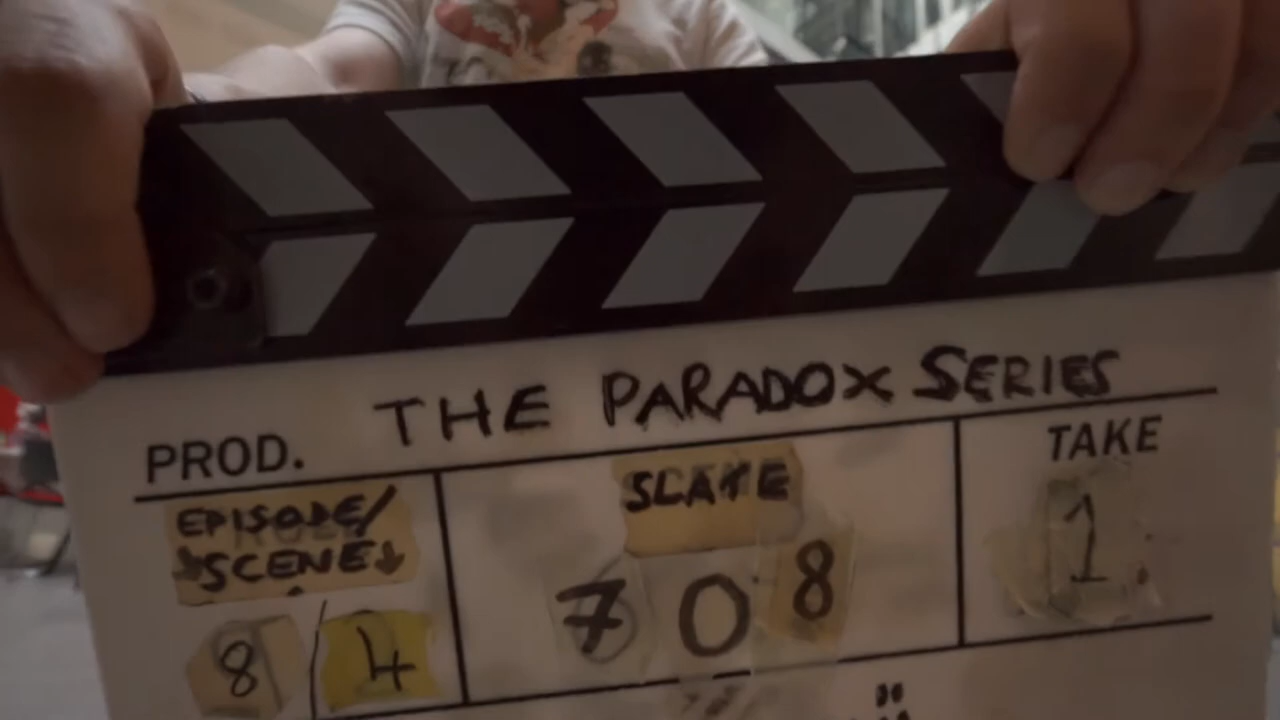 THE PARADOX SERIES
PROD.
TAKE
SLATE
EPISODE/
SCENE
1
708
8/4